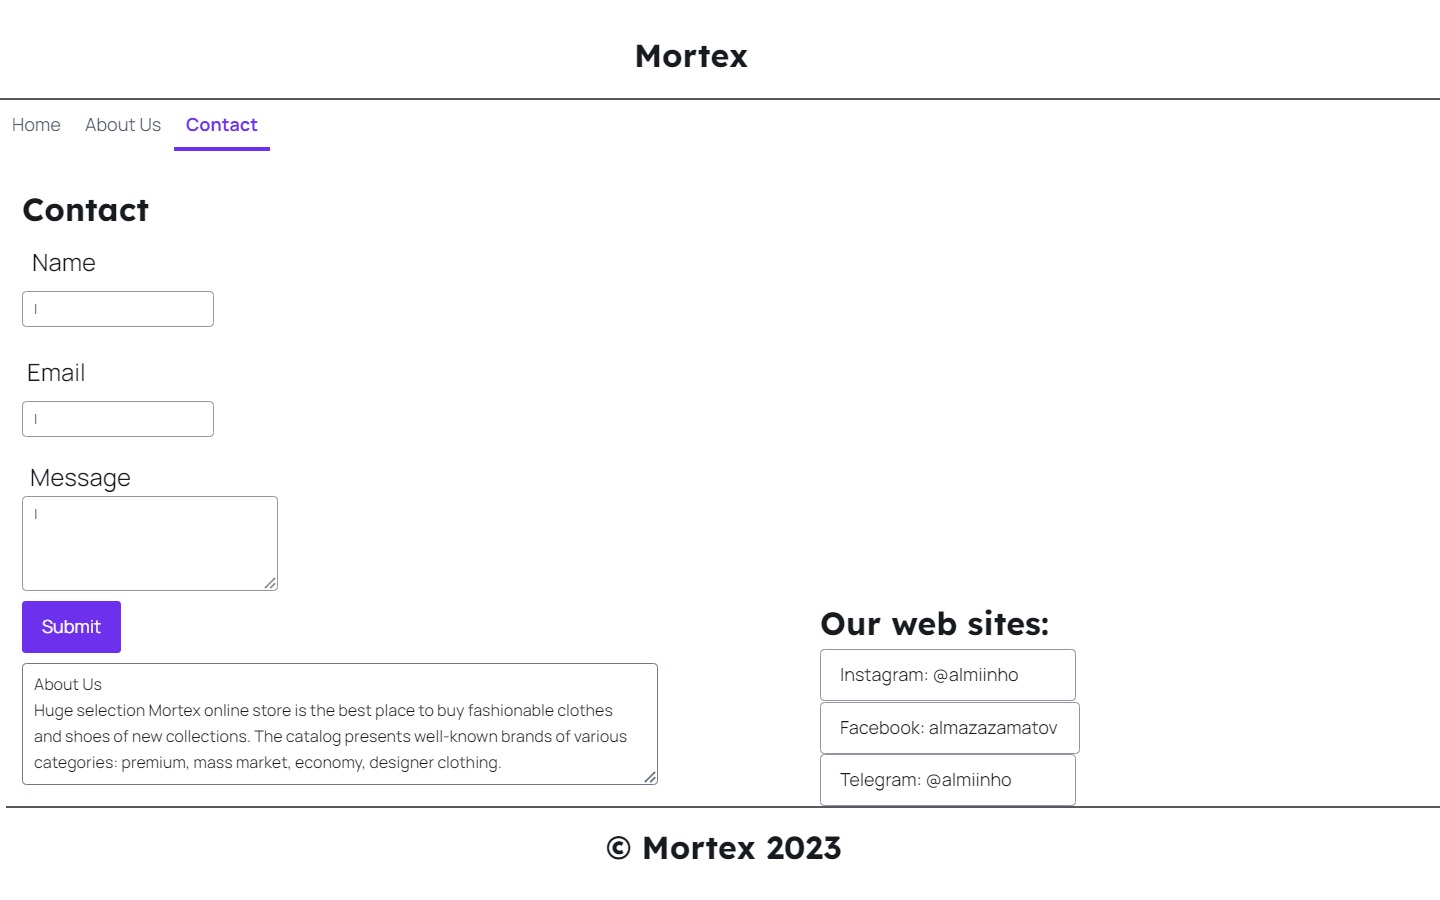 Mortex
Home
About Us
Contact
Contact
Name
Email
Message
Submit
About Us
Huge selection Mortex online store is the best place to buy fashionable clothes
and shoes of new collections. The catalog presents well-known brands of various
categories: premium, mass market, economy, designer clothing.
Our web sites:
Instagram: @almiinho
Facebook: almazazamatov
Telegram: @almiinho
© Mortex 2023